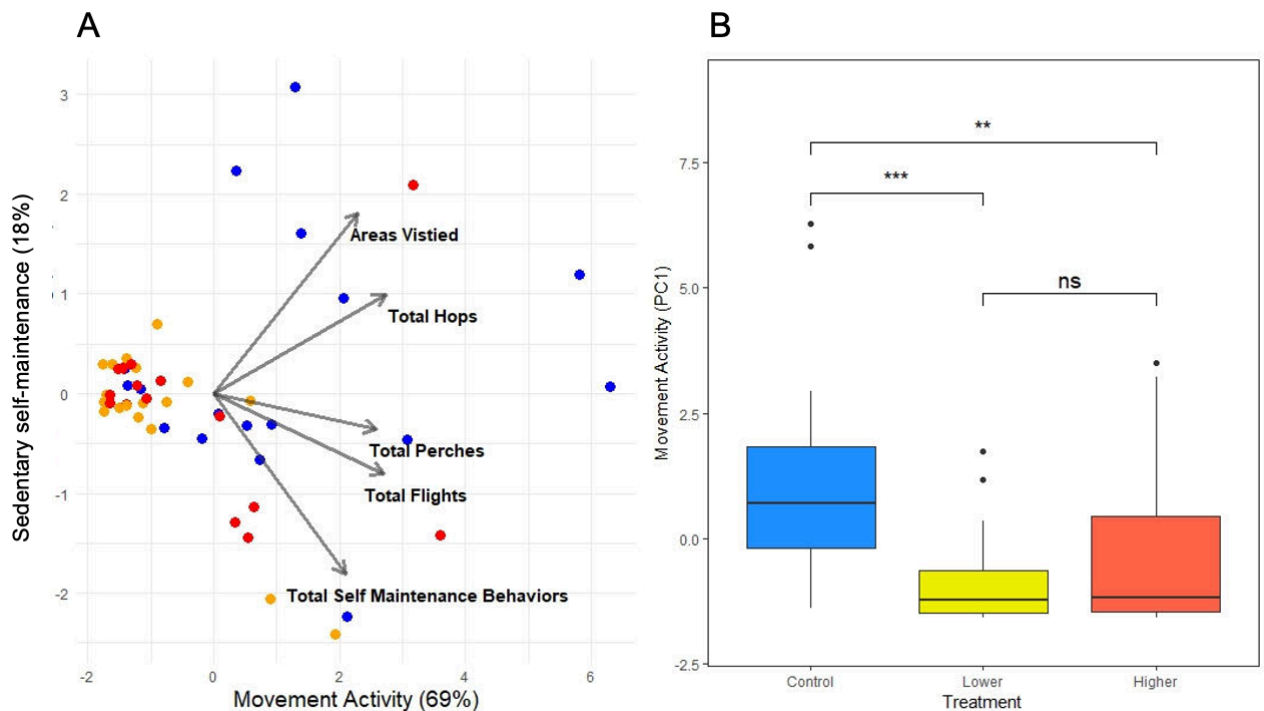 A
Sedentary self-maintenance (18%)
3
2
1
0
-1
-2
Areas Vistied
Total Hops
Total Perches
Total Flights
Total Self Maintenance Behaviors
-2
0
2
4
6
Movement Activity (69%)
B
Movement Activity (PC1)
7.5
5.0
2.5
0.0
-2.5
**
***
ns
Control
Lower
Higher
Treatment